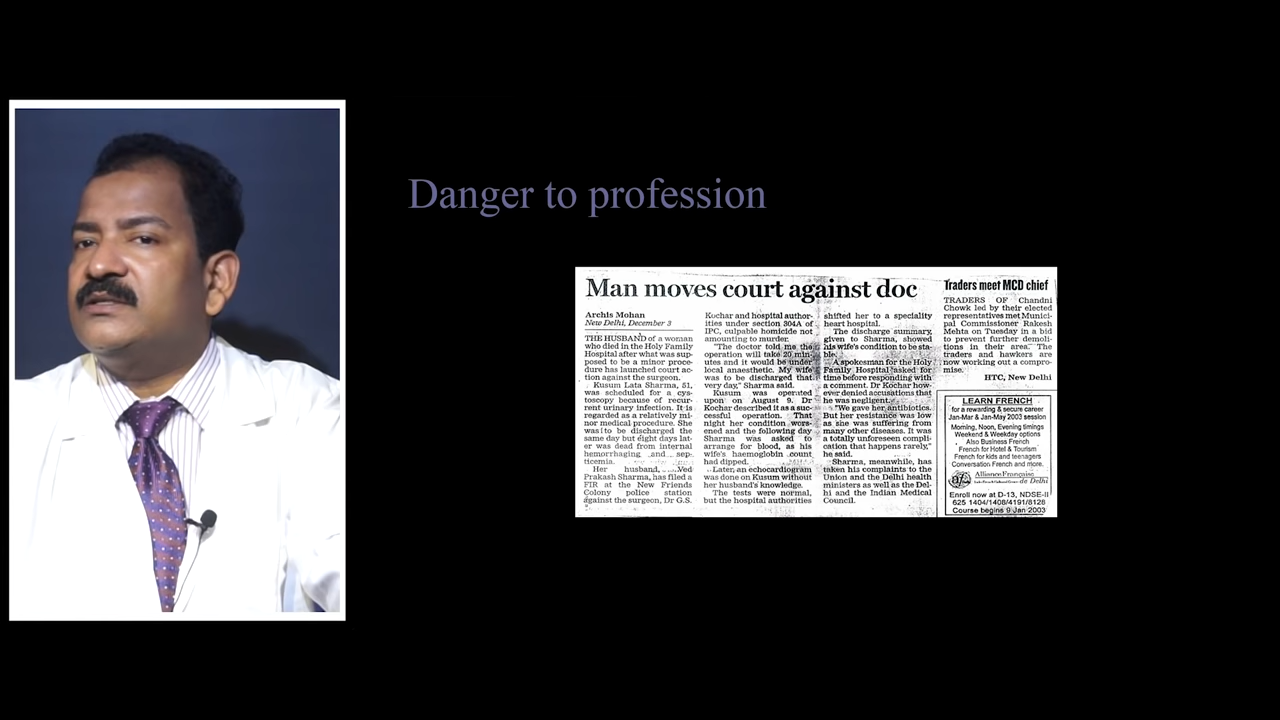 Danger to profession
Man moves court against doc
Archis Mohan
New Delhi, December 3
THE HUSBAND of a woman
who died in the Holy Family
Hospital after what was sup-
posed to be a minor proce-
dure has launched court ac-
tion against the surgeon.
Kusum Lata Sharma, 51,
was scheduled for a cys-
toscopy because of recur-
rent urinary infection. It is
regarded as a relatively mi-
nor medical procedure. She
was to be discharged the
same day but eight days lat-
er was dead from internal
hemorrhaging and sep-
ticemia.
Her husband, Ved
Prakash Sharma, has filed a
FIR at the New Friends
Colony police station
against the surgeon, Dr G.S.
Kochar and hospital author-
ities under section 304A of
IPC, culpable homicide not
amounting to murder.
"The doctor told me the
operation will take 20 min-
utes and it would be under
local anaesthetic. My wife
was to be discharged that
very day," Sharma said.
Kusum was operated
upon on August 9. Dr
Kochar described it as a suc-
cessful operation. That
night her condition wors-
ened and the following day
Sharma was asked to
arrange for blood, as his
wife's haemoglobin count
had dipped.
Later, an echocardiogram
was done on Kusum without
her husband's knowledge.
The tests were normal,
but the hospital authorities
shifted her to a speciality
heart hospital.
The discharge summary,
given to Sharma, showed
his wife's condition to be sta-
ble.
A spokesman for the Holy
Family Hospital asked for
time before responding with
a comment. Dr Kochar how-
ever denied accusations that
he was negligent.
"We gave her antibiotics.
But her resistance was low
as she was suffering from
many other diseases. It was
a totally unforeseen compli-
cation that happens rarely,"
he said.
Sharma, meanwhile, has
taken his complaints to the
Union and the Delhi health
ministers as well as the Del-
hi and the Indian Medical
Council.
Traders meet MCD chief
TRADERS OF Chandni
Chowk led by their elected
representatives met Munici-
pal Commissioner Rakesh
Mehta on Tuesday in a bid
to prevent further demoli-
tions in their area. The
traders and hawkers are
now working out a compro-
mise.
HTC, New Delhi
LEARN FRENCH
for a rewarding & secure career
Jan-Mar & Jan-May 2003 session
Morning, Noon, Evening timings
Weekend & Weekday options
Also Business French
French for Hotel & Tourism
French for kids and teenagers
Conversation French and more.
Alliance Française
de Delhi
Enroll now at D-13, NDSE-II
625 1404/1408/4191/8128
Course begins 9 Jan 2003